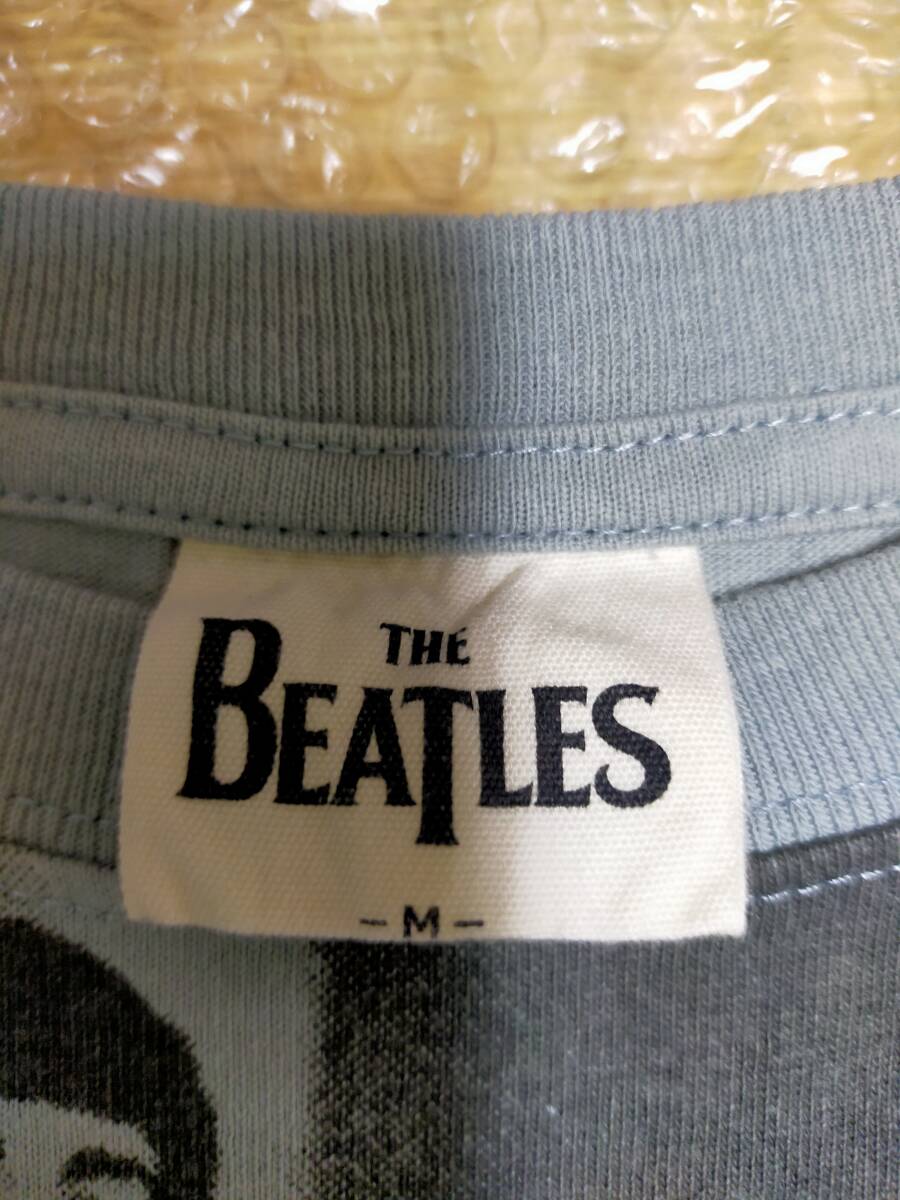 THE
BEATLES
-M-